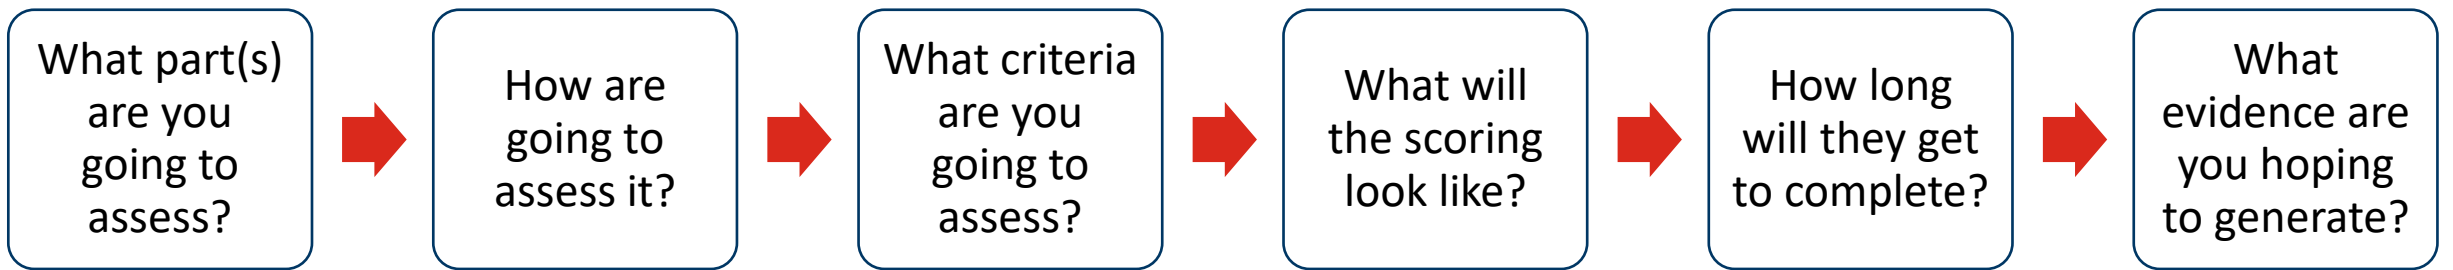 What part(s)
are you
going to
assess?
How are
going to
assess it?
What criteria
are you
going to
assess?
What will
the scoring
look like?
How long
will they get
to complete?
What
evidence are
you hoping
to generate?